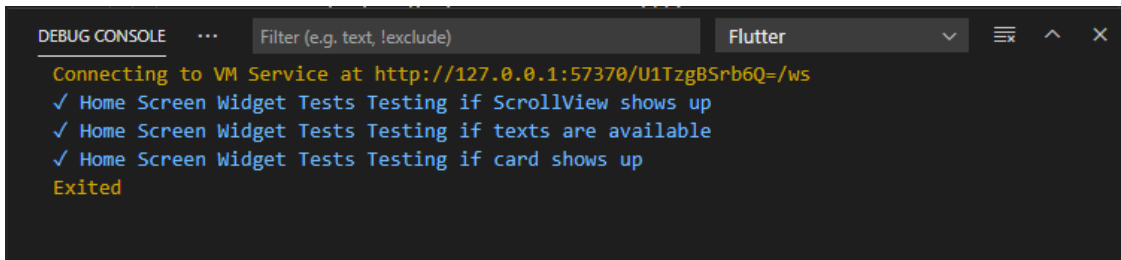 DEBUG CONSOLE ... Filter (e.g. text, !exclude) Flutter
Connecting to VM Service at http://127.0.0.1:57370/U1TzgBSrb6Q=/ws
✓ Home Screen Widget Tests Testing if ScrollView shows up
✓ Home Screen Widget Tests Testing if texts are available
✓ Home Screen Widget Tests Testing if card shows up
Exited